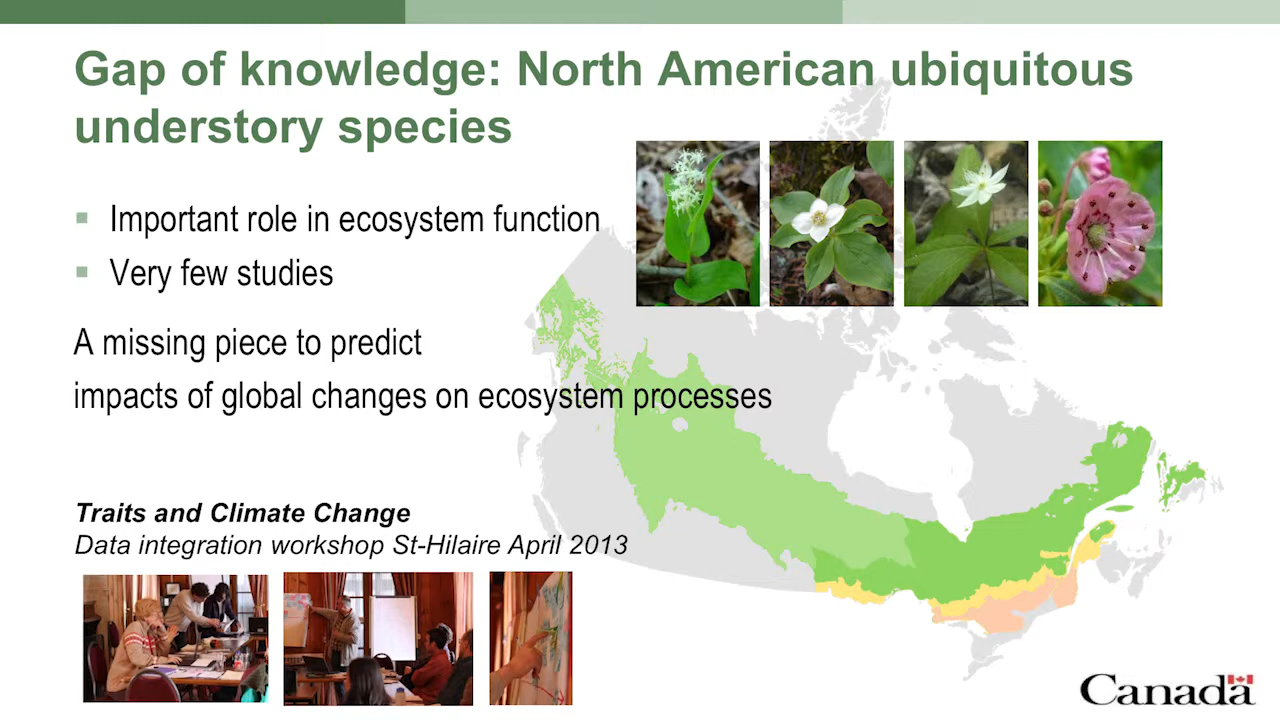 Gap of knowledge: North American ubiquitous
understory species
Important role in ecosystem function
Very few studies
A missing piece to predict
impacts of global changes on ecosystem processes
Traits and Climate Change
Data integration workshop St-Hilaire April 2013
Canada